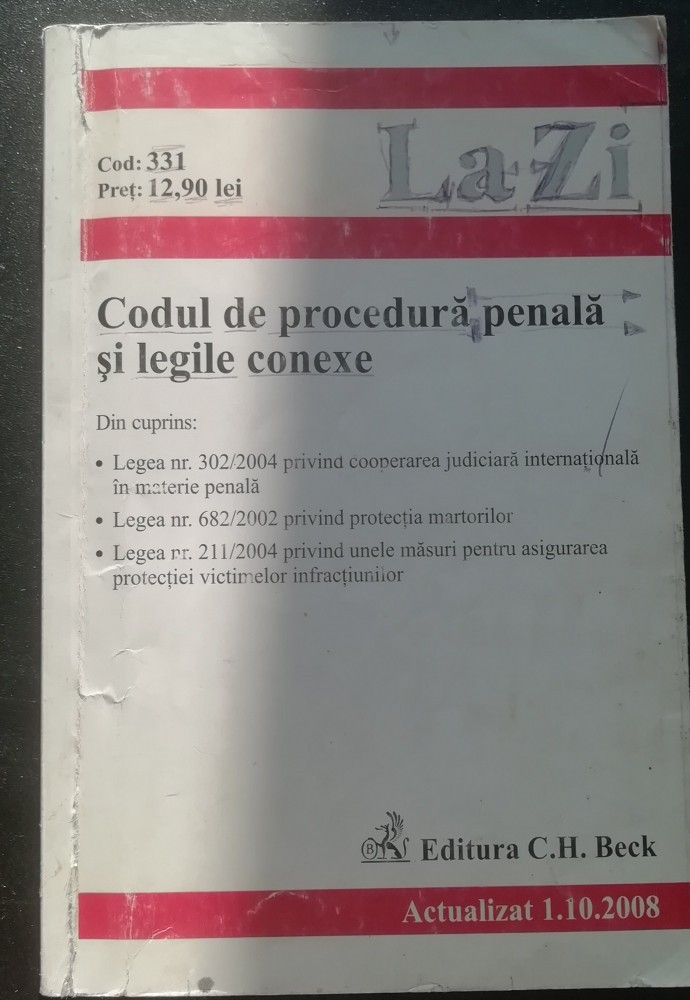 LaZi
Cod: 331
Preț: 12,90 lei
Codul de procedură penală
și legile conexe
Din cuprins:
• Legea nr. 302/2004 privind cooperarea judiciară internațională
în materie penală
• Legea nr. 682/2002 privind protecția martorilor
• Legea nr. 211/2004 privind unele măsuri pentru asigurarea
protecției victimelor infracțiunilor
B
Editura C.H. Beck
Actualizat 1.10.2008